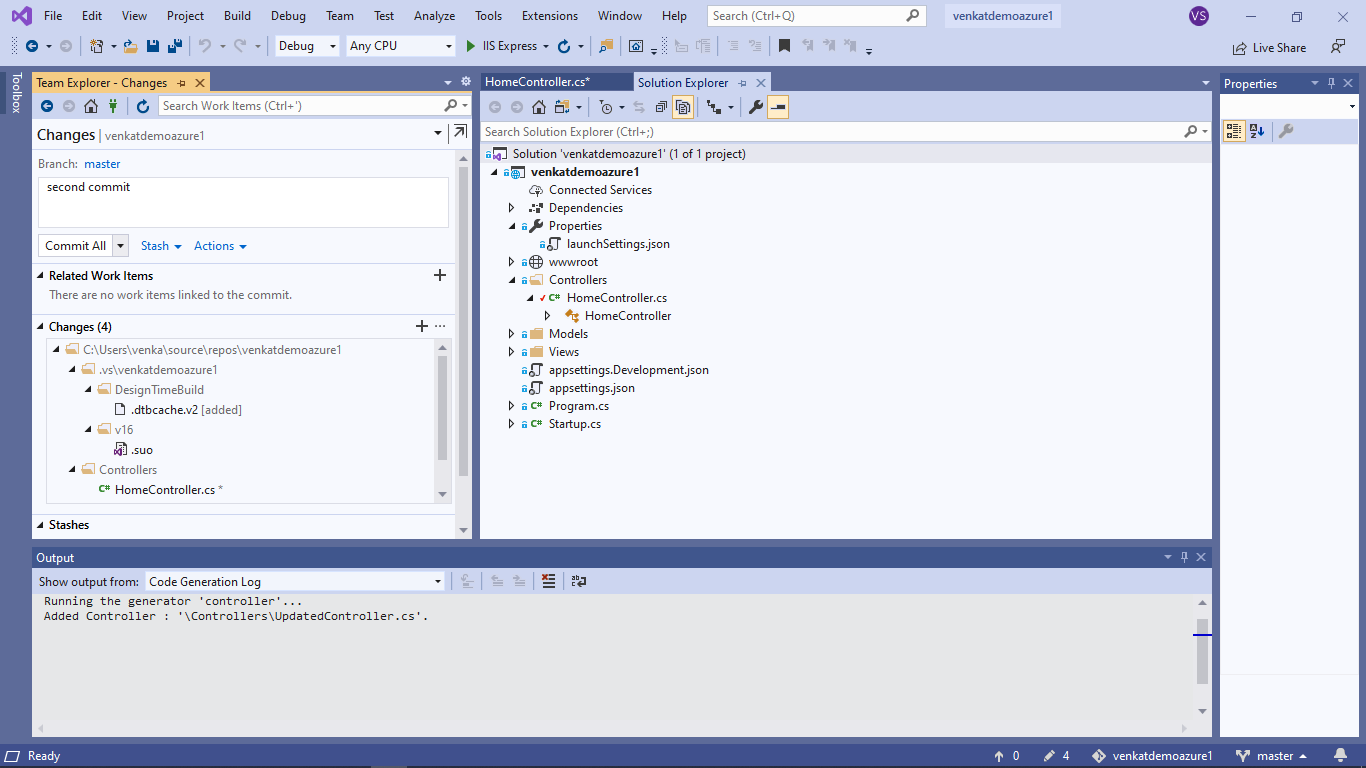 File Edit View Project Build Debug Team Test Analyze Tools Extensions Window Help Search (Ctrl+Q) venkatdemoazure1 VS
Debug Any CPU IIS Express Live Share
Toolbox
Team Explorer - Changes
Search Work Items (Ctrl+')
Changes | venkatdemoazure1
Branch: master
second commit
Commit All Stash Actions
Related Work Items
There are no work items linked to the commit.
Changes (4)
C:\Users\venka\source\repos\venkatdemoazure1
.vs\venkatdemoazure1
DesignTimeBuild
.dtbcache.v2 [added]
v16
.suo
Controllers
C# HomeController.cs *
Stashes
HomeController.cs* Solution Explorer
Search Solution Explorer (Ctrl+;)
Solution 'venkatdemoazure1' (1 of 1 project)
venkatdemoazure1
Connected Services
Dependencies
Properties
launchSettings.json
wwwroot
Controllers
C# HomeController.cs
HomeController
Models
Views
appsettings.Development.json
appsettings.json
C# Program.cs
C# Startup.cs
Properties
Output
Show output from: Code Generation Log
Running the generator 'controller'...
Added Controller : '\Controllers\UpdatedController.cs'.
Ready 0 4 venkatdemoazure1 master